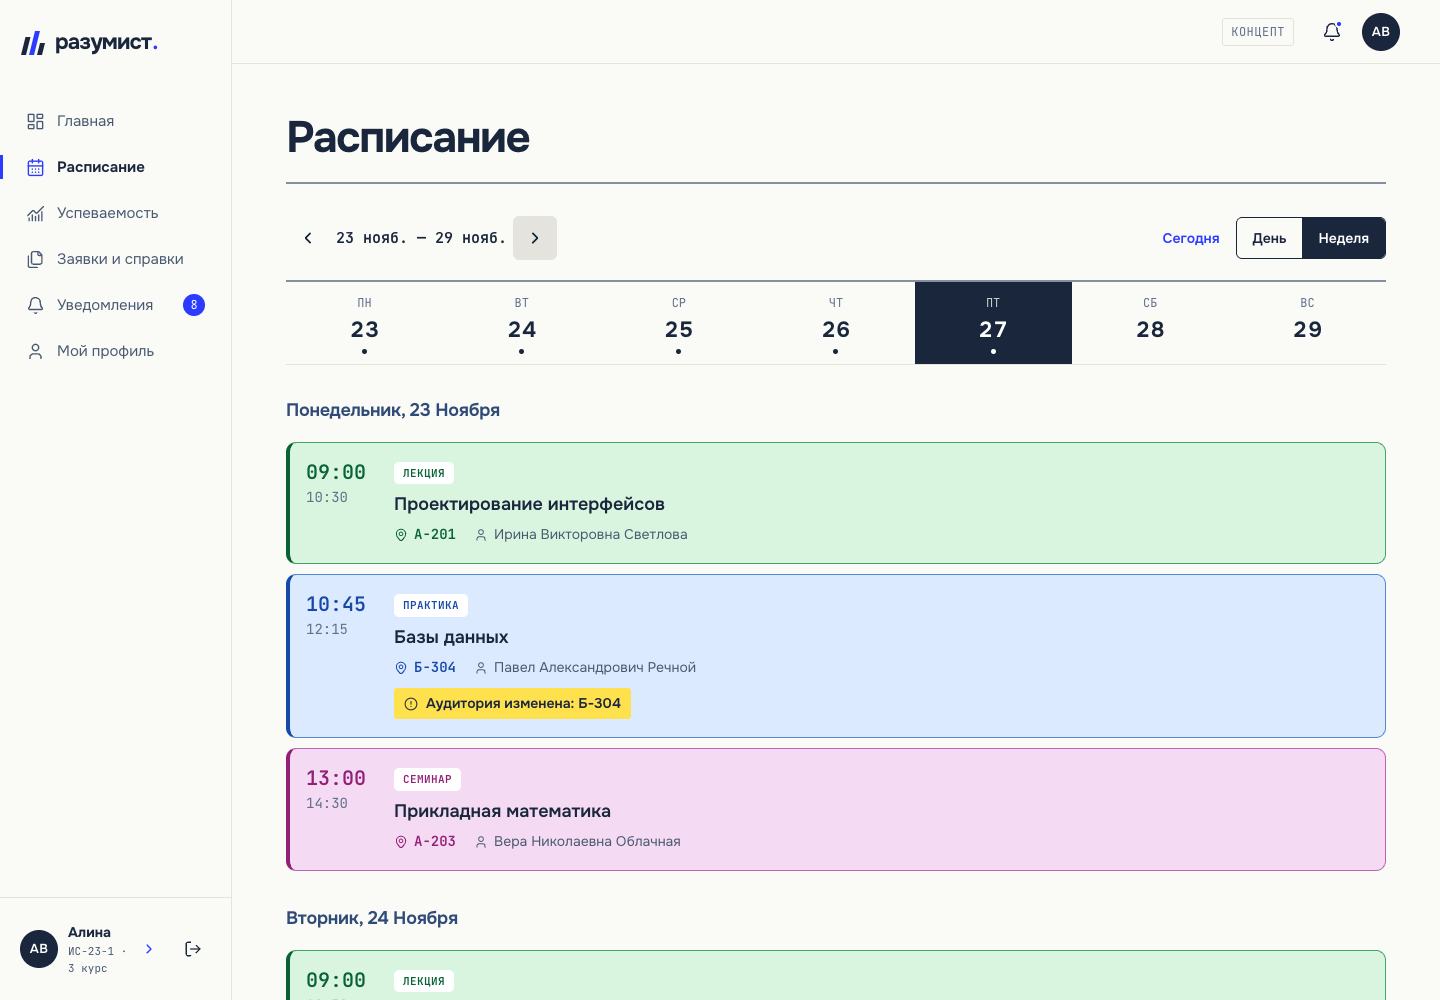 разумист.
КОНЦЕПТ
АВ
Главная
Расписание
Успеваемость
Заявки и справки
Уведомления 8
Мой профиль
Расписание
23 нояб. — 29 нояб.
Сегодня День Неделя
ПН ВТ СР ЧТ ПТ СБ ВС
23 24 25 26 27 28 29
Понедельник, 23 Ноября
09:00 ЛЕКЦИЯ
10:30
Проектирование интерфейсов
А-201 Ирина Викторовна Светлова
10:45 ПРАКТИКА
12:15
Базы данных
Б-304 Павел Александрович Речной
Аудитория изменена: Б-304
13:00 СЕМИНАР
14:30
Прикладная математика
А-203 Вера Николаевна Облачная
Вторник, 24 Ноября
09:00 ЛЕКЦИЯ
АВ
Алина
ИС-23-1 ·
3 курс